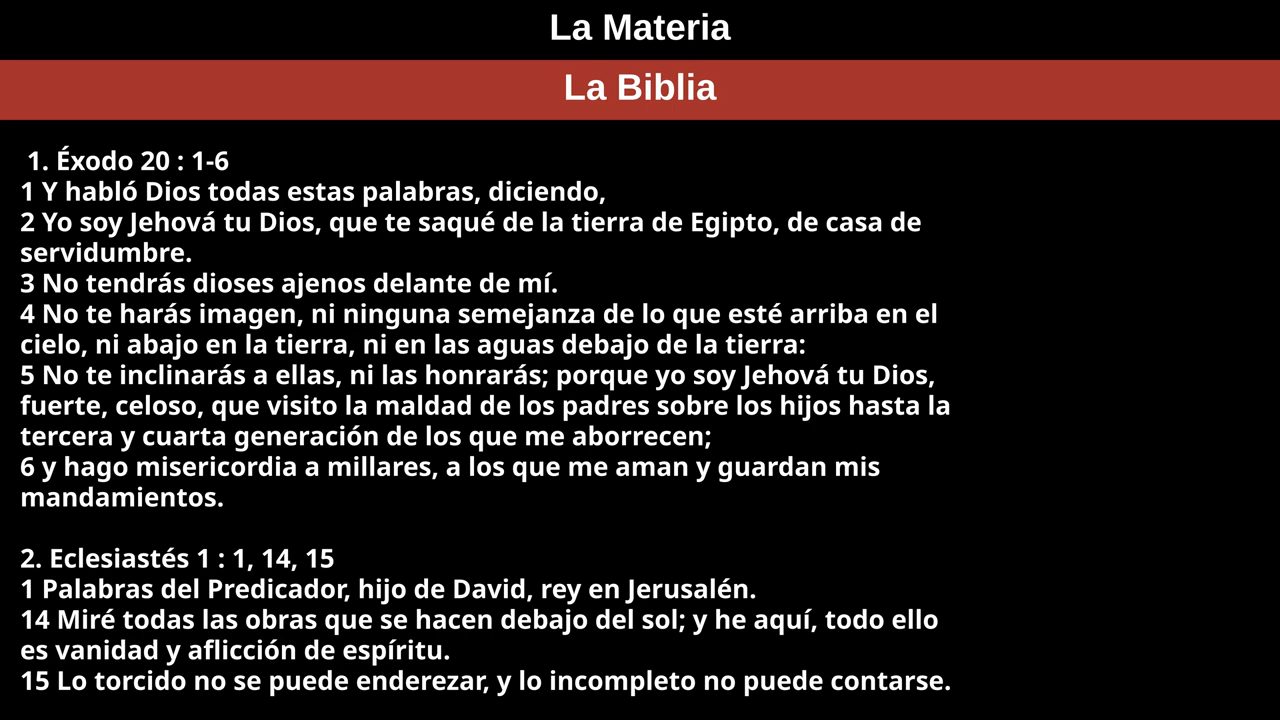 La Materia
La Biblia
1. Éxodo 20 : 1-6
1 Y habló Dios todas estas palabras, diciendo,
2 Yo soy Jehová tu Dios, que te saqué de la tierra de Egipto, de casa de
servidumbre.
3 No tendrás dioses ajenos delante de mí.
4 No te harás imagen, ni ninguna semejanza de lo que esté arriba en el
cielo, ni abajo en la tierra, ni en las aguas debajo de la tierra:
5 No te inclinarás a ellas, ni las honrarás; porque yo soy Jehová tu Dios,
fuerte, celoso, que visito la maldad de los padres sobre los hijos hasta la
tercera y cuarta generación de los que me aborrecen;
6 y hago misericordia a millares, a los que me aman y guardan mis
mandamientos.
2. Eclesiastés 1 : 1, 14, 15
1 Palabras del Predicador, hijo de David, rey en Jerusalén.
14 Miré todas las obras que se hacen debajo del sol; y he aquí, todo ello
es vanidad y aflicción de espíritu.
15 Lo torcido no se puede enderezar, y lo incompleto no puede contarse.